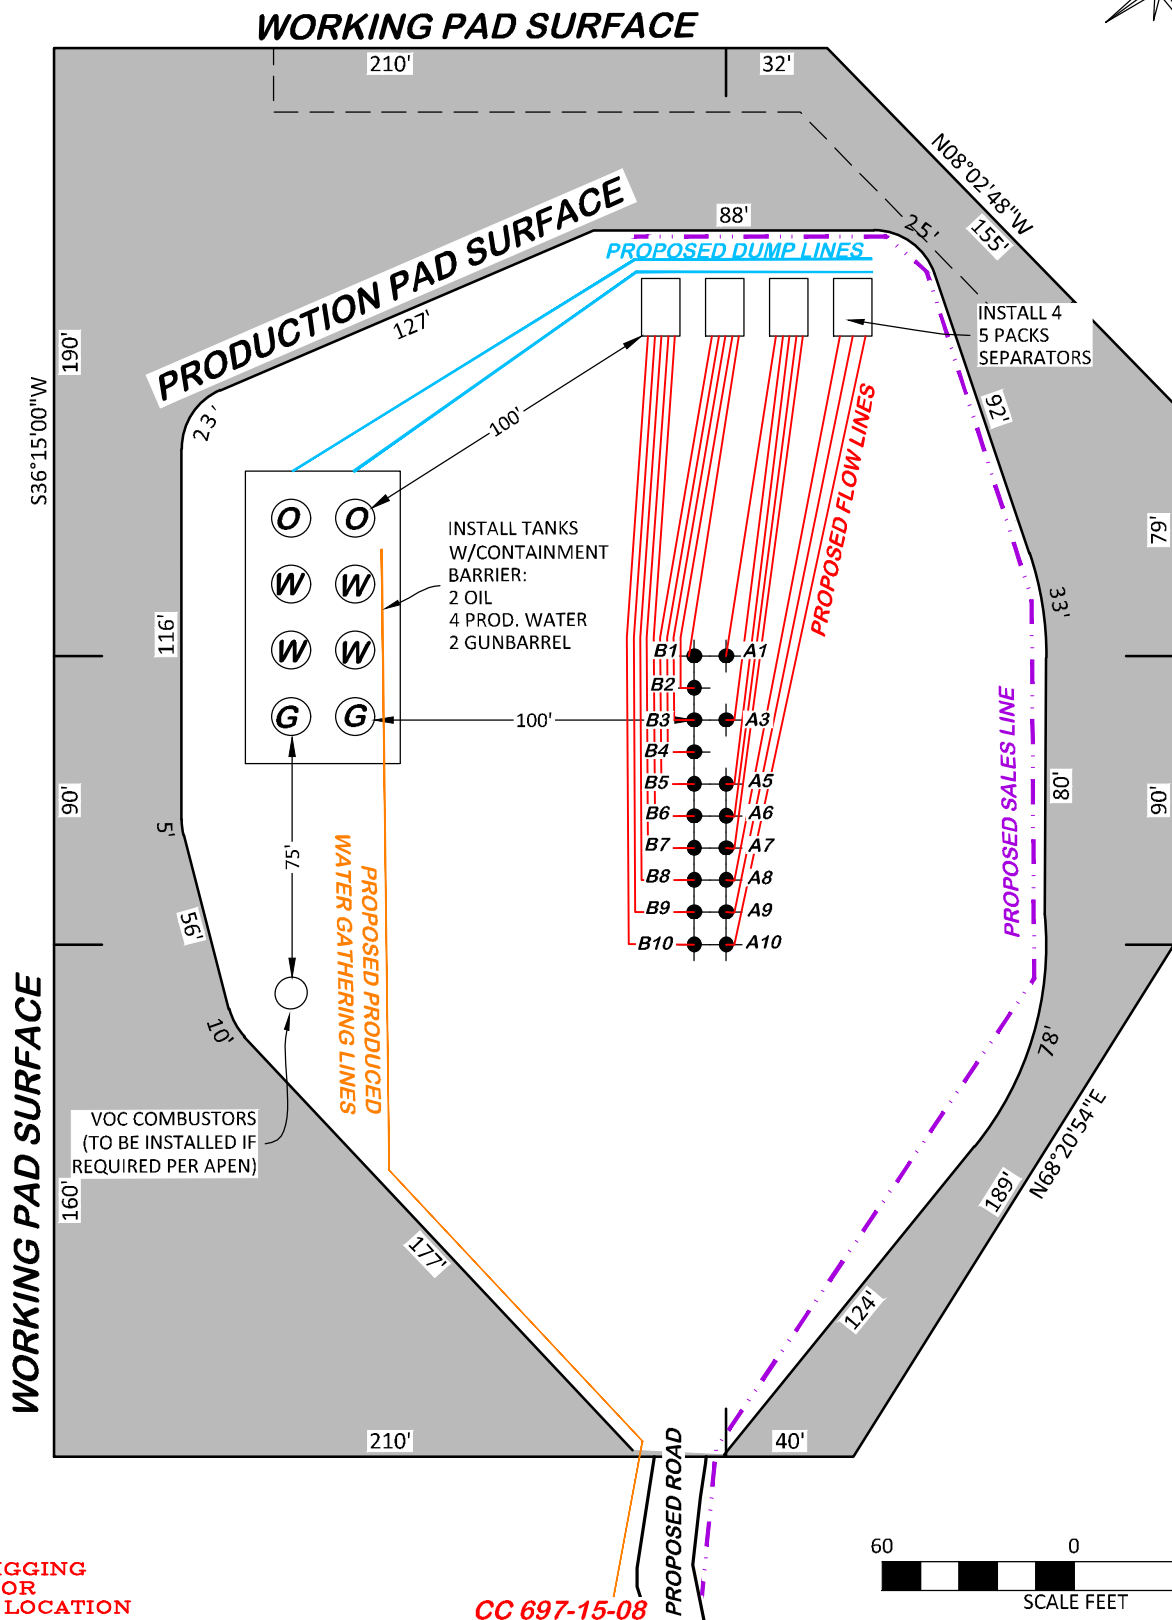 WORKING PAD SURFACE
210'
32'
N08°02'48"W
155'
88'
25'
PROPOSED DUMP LINES
PRODUCTION PAD SURFACE
127'
190'
S36°15'00"W
23'
INSTALL 4
5 PACKS
SEPARATORS
92'
100'
PROPOSED FLOW LINES
O
O
W
W
W
W
G
G
INSTALL TANKS
W/CONTAINMENT
BARRIER:
2 OIL
4 PROD. WATER
2 GUNBARREL
79'
33'
116'
B1
A1
B2
B3
A3
B4
B5
A5
B6
A6
B7
A7
B8
A8
B9
A9
B10
A10
100'
PROPOSED SALES LINE
80'
90'
90'
5'
75'
56'
10'
PROPOSED PRODUCED
WATER GATHERING LINES
78'
N68°20'54"E
189'
VOC COMBUSTORS
(TO BE INSTALLED IF
REQUIRED PER APEN)
WORKING PAD SURFACE
160'
177'
124'
210'
40'
PROPOSED ROAD
60
0
SCALE FEET
IGGING
OR
LOCATION
CC 697-15-08